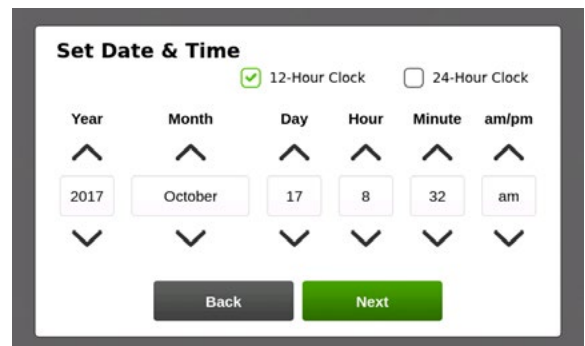 Set Date & Time
12-Hour Clock 24-Hour Clock
Year Month Day Hour Minute am/pm
2017 October 17 8 32 am
Back Next